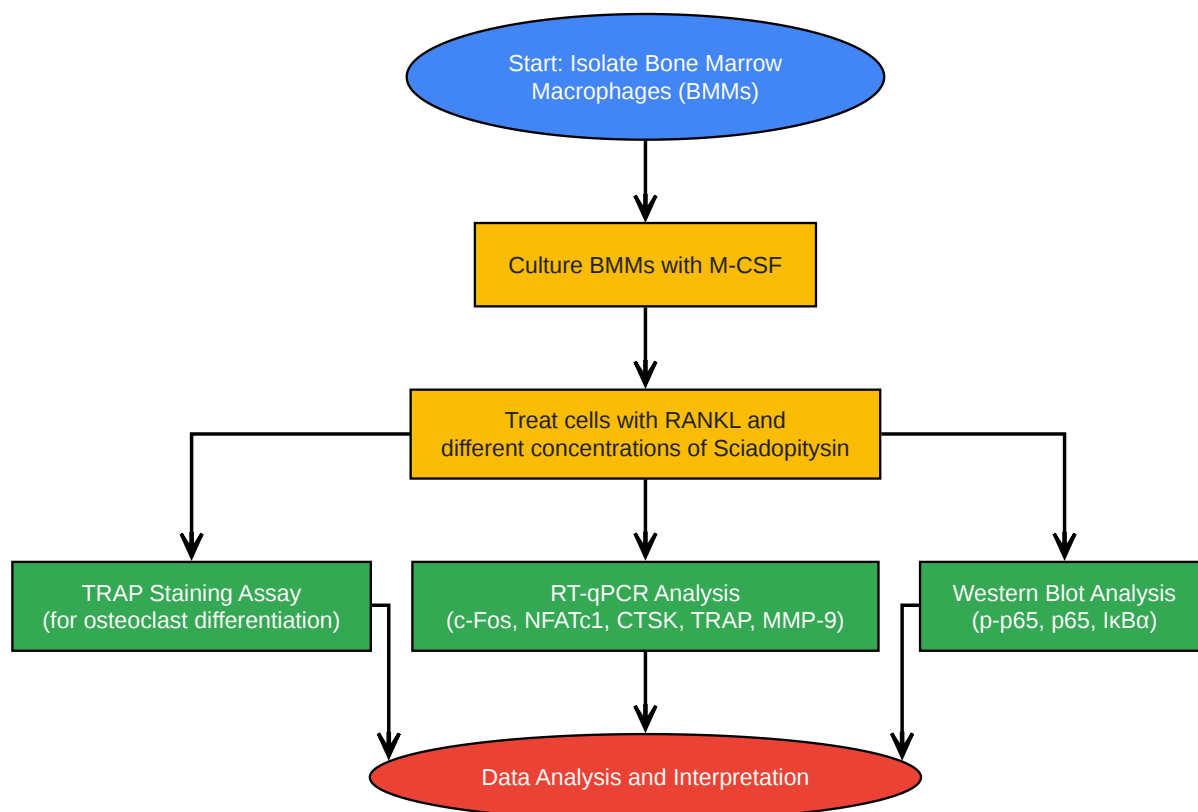 Start: Isolate Bone Marrow
Macrophages (BMMs)
Culture BMMs with M-CSF
Treat cells with RANKL and
different concentrations of Sciadopitysin
TRAP Staining Assay
(for osteoclast differentiation)
RT-qPCR Analysis
(c-Fos, NFATc1, CTSK, TRAP, MMP-9)
Western Blot Analysis
(p-p65, p65, IκBα)
Data Analysis and Interpretation